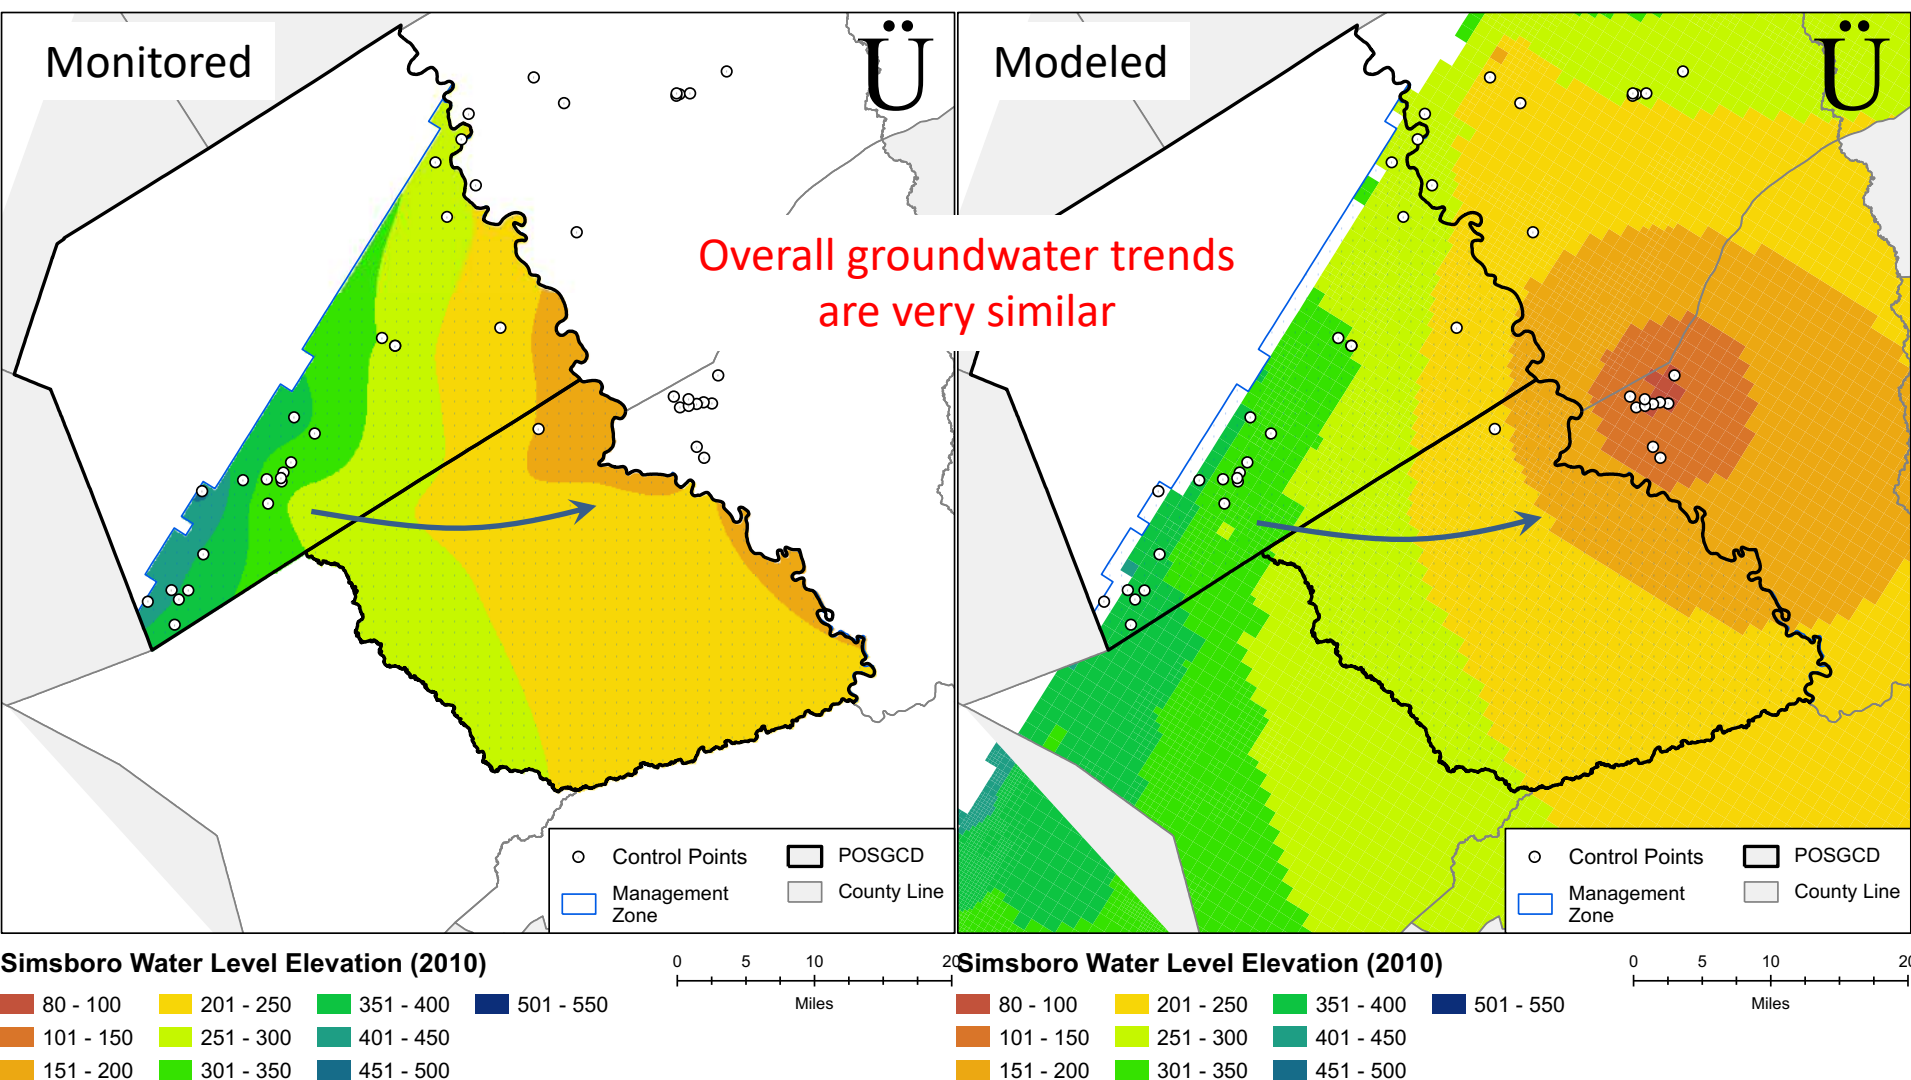 Monitored
Ü
Modeled
Ü
Overall groundwater trends
are very similar
Control Points
POSGCD
Management
Zone
County Line
Control Points
POSGCD
Management
Zone
County Line
Simsboro Water Level Elevation (2010)
0 5 10 20
Miles
80 - 100
201 - 250
351 - 400
501 - 550
101 - 150
251 - 300
401 - 450
151 - 200
301 - 350
451 - 500
Simsboro Water Level Elevation (2010)
0 5 10 20
Miles
80 - 100
201 - 250
351 - 400
501 - 550
101 - 150
251 - 300
401 - 450
151 - 200
301 - 350
451 - 500